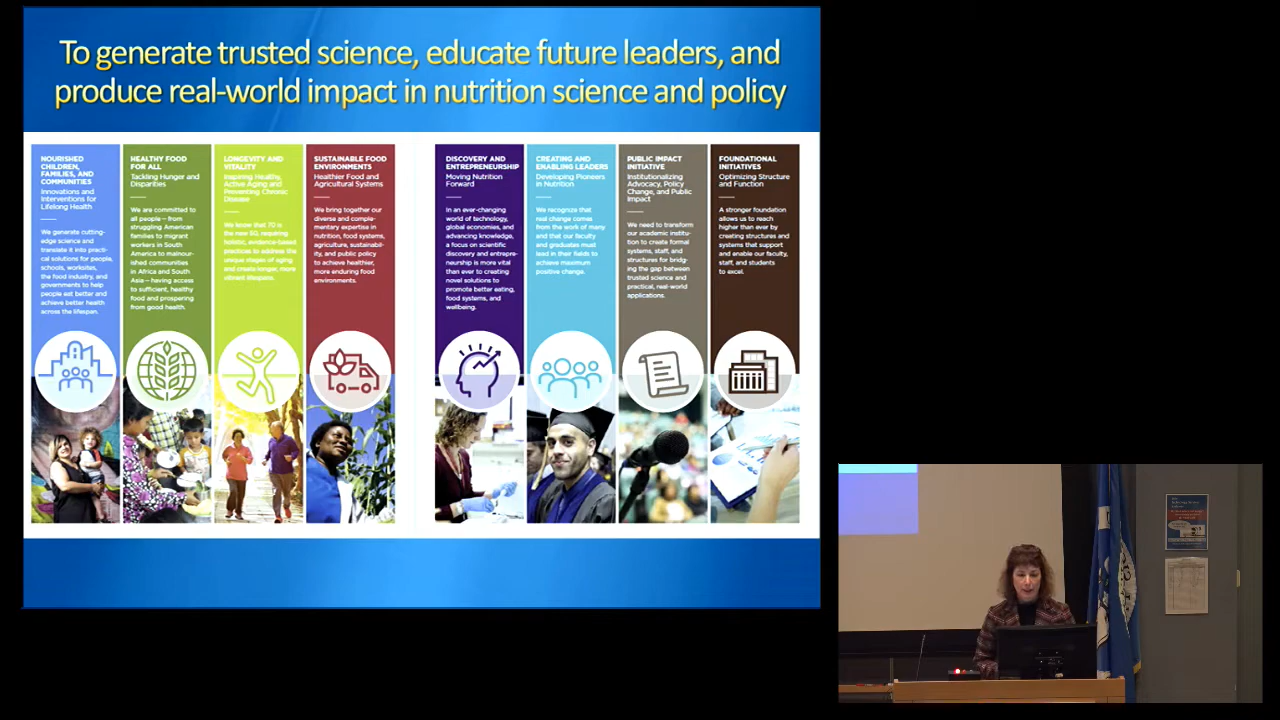 To generate trusted science, educate future leaders, and
produce real-world impact in nutrition science and policy
NOURISHED
CHILDREN,
FAMILIES, AND
COMMUNITIES
Innovations and
Interventions for
Lifelong Health
We generate cutting-
edge science and
translate it into practi-
cal solutions for people,
schools, worksites,
the food industry, and
governments to help
people eat better and
achieve better health
across the lifespan.
HEALTHY FOOD
FOR ALL
Tackling Hunger and
Disparities
We are committed to
all people – from
struggling American
families to migrant
workers in South
America to malnour-
ished communities
in Africa and South
Asia – having access
to sufficient, healthy
food and prospering
from good health.
LONGEVITY AND
VITALITY
Inspiring Healthy,
Active Aging and
Preventing Chronic
Disease
We know that 70 is
the new 60, requiring
holistic, evidence-based
practices to address the
unique stages of aging
and create longer, more
vibrant lifespans.
SUSTAINABLE FOOD
ENVIRONMENTS
Healthier Food and
Agricultural Systems
We bring together our
diverse and comple-
mentary expertise in
nutrition, food systems,
agriculture, sustainabil-
ity, and public policy
to achieve healthier,
more enduring food
environments.
DISCOVERY AND
ENTREPRENEURSHIP
Moving Nutrition
Forward
In an ever-changing
world of technology,
global economies, and
advancing knowledge,
a focus on scientific
discovery and entrepre-
neurship is more vital
than ever to creating
novel solutions to
promote better eating,
food systems, and
wellbeing.
CREATING AND
ENABLING LEADERS
Developing Pioneers
in Nutrition
We recognize that
real change comes
from the work of many
and that our faculty
and graduates must
lead in their fields to
achieve maximum
positive change.
PUBLIC IMPACT
INITIATIVE
Institutionalizing
Advocacy, Policy
Change, and Public
Impact
We need to transform
our academic institu-
tion to create formal
systems, staff, and
structures for bridg-
ing the gap between
trusted science and
practical, real-world
applications.
FOUNDATIONAL
INITIATIVES
Optimizing Structure
and Function
A stronger foundation
allows us to reach
higher than ever by
creating structures and
systems that support
and enable our faculty,
staff, and students
to excel.